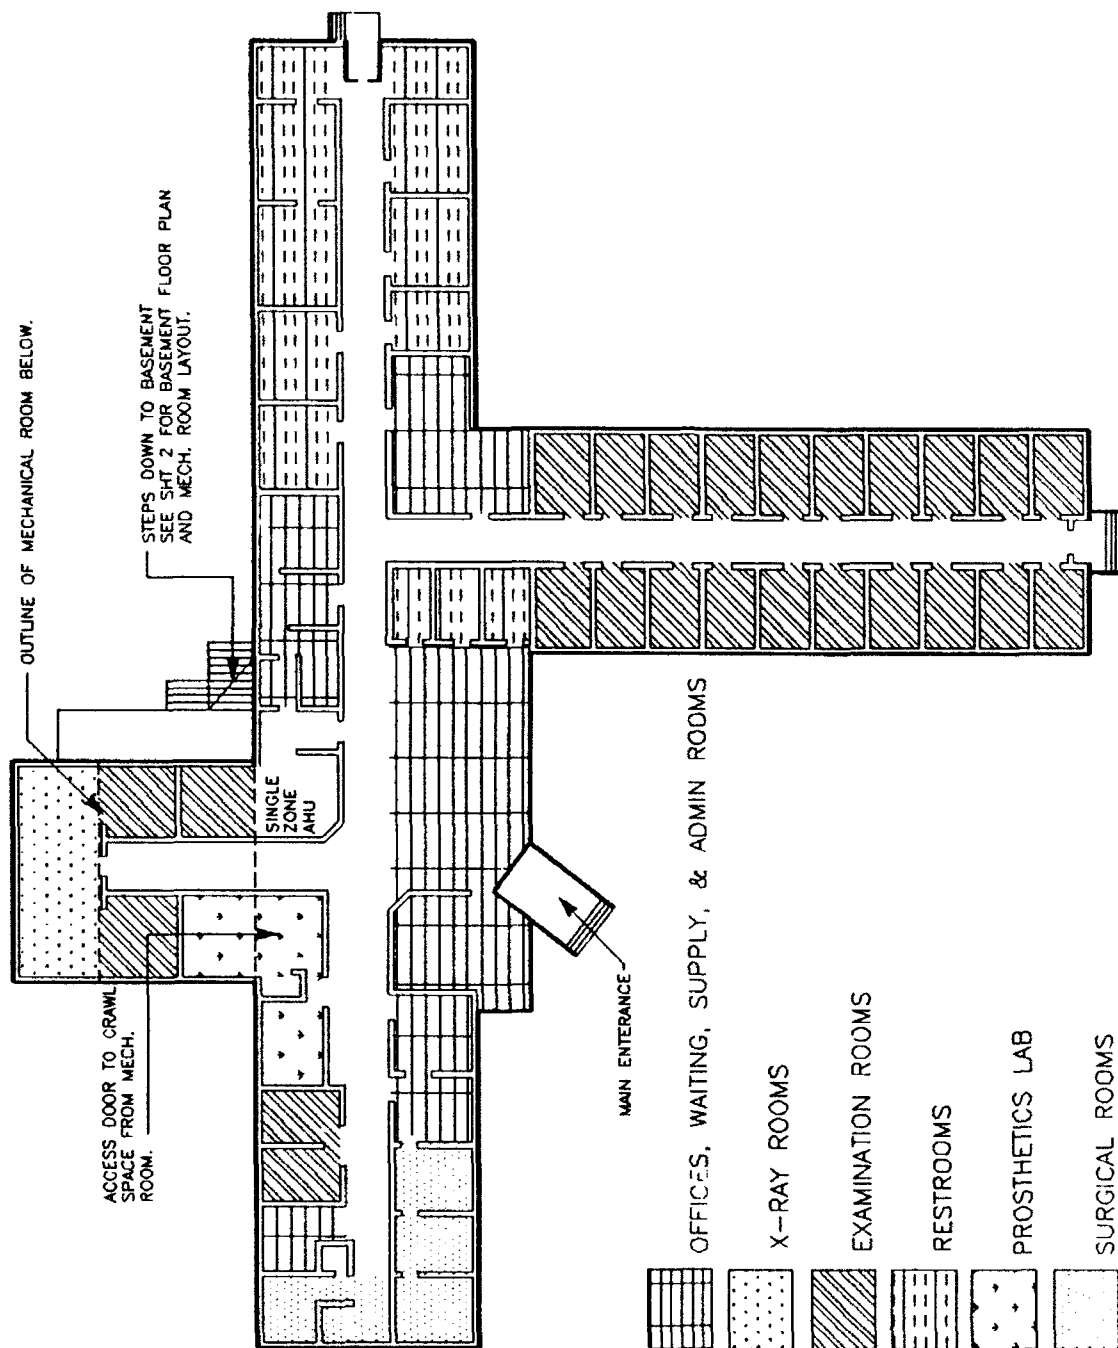 OUTLINE OF MECHANICAL ROOM BELOW.
STEPS DOWN TO BASEMENT
SEE SHT 2 FOR BASEMENT FLOOR PLAN
AND MECH. ROOM LAYOUT.
ACCESS DOOR TO CRAWL
SPACE FROM MECH.
ROOM.
SINGLE
ZONE
AHU
MAIN ENTERANCE
OFFICES, WAITING, SUPPLY, & ADMIN ROOMS
X-RAY ROOMS
EXAMINATION ROOMS
RESTROOMS
PROSTHETICS LAB
SURGICAL ROOMS